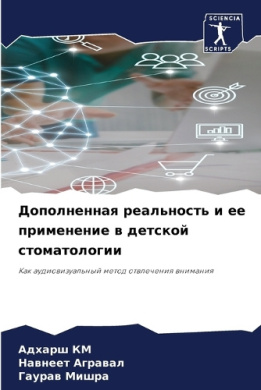 SCIENCIA
SCRIPTS
Дополненная реальность и ее
применение в детской
стоматологии
Как аудиовизуальный метод отвлечения внимания
Адхарш КМ
Навнеет Агравал
Гаурав Мишра